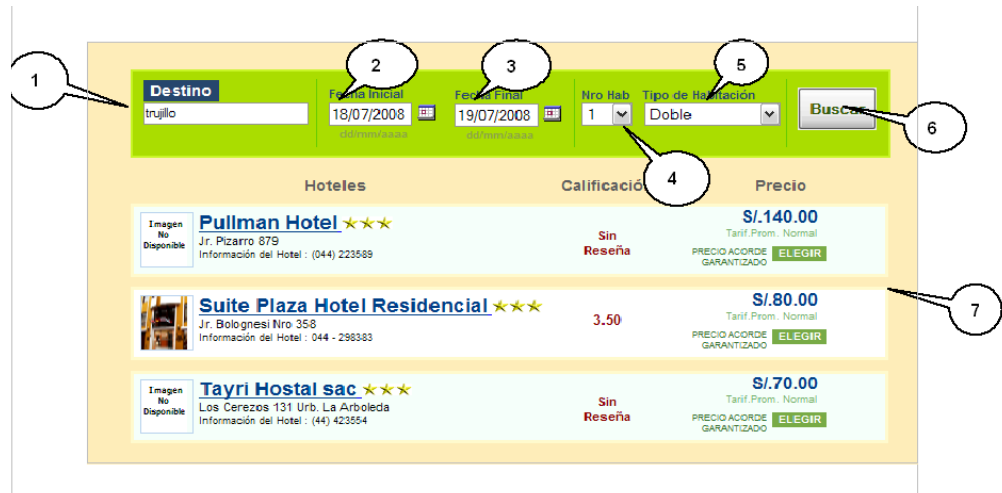 1
2
3
5
Destino
Fecha Inicial
Fecha Final
Nro Hab
Tipo de Habitación
trujillo
18/07/2008
19/07/2008
1
Doble
Buscar
dd/mm/aaaa
dd/mm/aaaa
6
4
Hoteles
Calificació
Precio
Imagen
No
Disponible
Pullman Hotel
Jr. Pizarro 879
Información del Hotel : (044) 223589
Sin
Reseña
S/.140.00
Tarif.Prom. Normal
PRECIO ACORDE
GARANTIZADO
ELEGIR
7
Suite Plaza Hotel Residencial
Jr. Bolognesi Nro 358
Información del Hotel : 044 - 298383
3.50
S/.80.00
Tarif.Prom. Normal
PRECIO ACORDE
GARANTIZADO
ELEGIR
Imagen
No
Disponible
Tayri Hostal sac
Los Cerezos 131 Urb. La Arboleda
Información del Hotel : (44) 423554
Sin
Reseña
S/.70.00
Tarif.Prom. Normal
PRECIO ACORDE
GARANTIZADO
ELEGIR